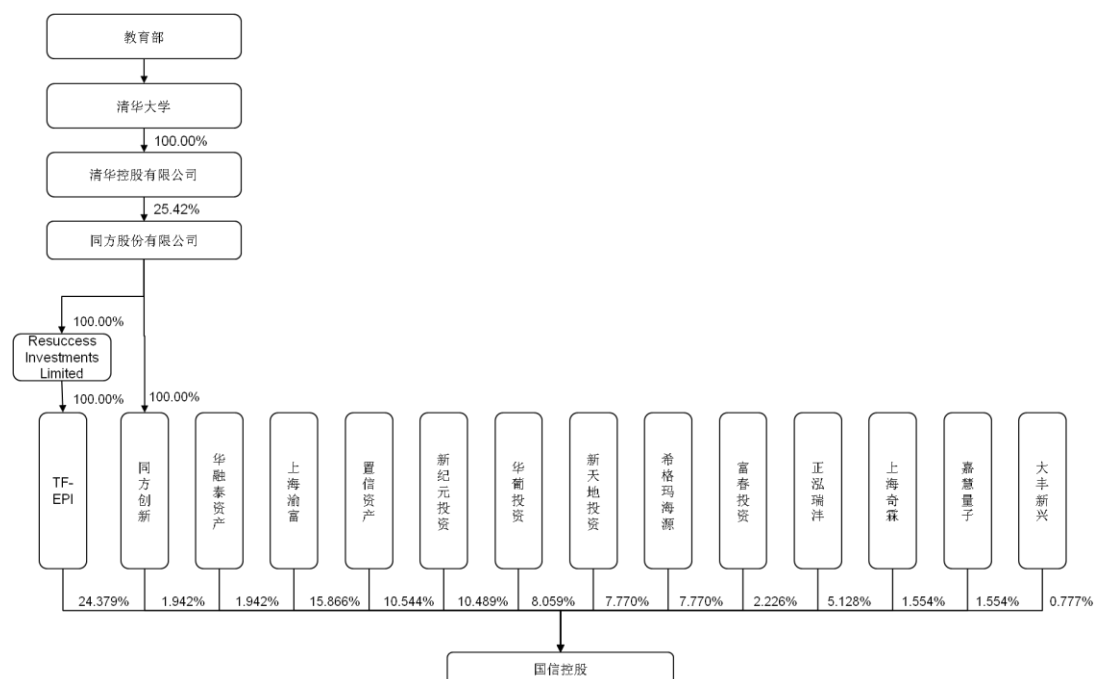 教育部
清华大学
100.00%
清华控股有限公司
25.42%
同方股份有限公司
100.00%
Resuccess
Investments
Limited
100.00%
100.00%
TF-
EPI
同方创新
华融泰资产
上海渝富
置信资产
新纪元投资
华葡投资
新天地投资
希格玛海源
富春投资
正泓瑞沣
上海奇霖
嘉慧量子
大丰新兴
24.379%
1.942%
1.942%
15.866%
10.544%
10.489%
8.059%
7.770%
7.770%
2.226%
5.128%
1.554%
1.554%
0.777%
国信控股